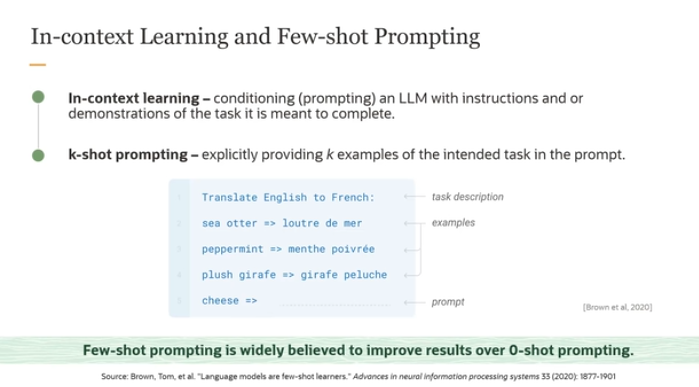 In-context Learning and Few-shot Prompting
In-context learning – conditioning (prompting) an LLM with instructions and or
demonstrations of the task it is meant to complete.
k-shot prompting – explicitly providing k examples of the intended task in the prompt.
1 Translate English to French: task description
2 sea otter => loutre de mer examples
3 peppermint => menthe poivrée
4 plush girafe => girafe peluche
5 cheese => prompt
[Brown et al, 2020]
Few-shot prompting is widely believed to improve results over 0-shot prompting.
Source: Brown, Tom, et al. "Language models are few-shot learners." Advances in neural information processing systems 33 (2020): 1877-1901